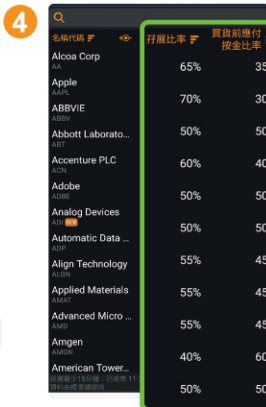 4
名稱代碼 孖展比率 買貨前應付按金比率
Alcoa Corp
AA 65% 35
Apple
AAPL 70% 30
ABBVIE
ABBV 50% 50
Abbott Laborato...
ABT 50% 50
Accenture PLC
ACN 60% 40
Adobe
ADBE 50% 50
Analog Devices
ADI 50% 50
Automatic Data ...
ADP 50% 50
Align Technology
ALGN 55% 45
Applied Materials
AMAT 55% 45
Advanced Micro ...
AMD 55% 45
Amgen
AMGN 40% 60
American Tower...
50% 50